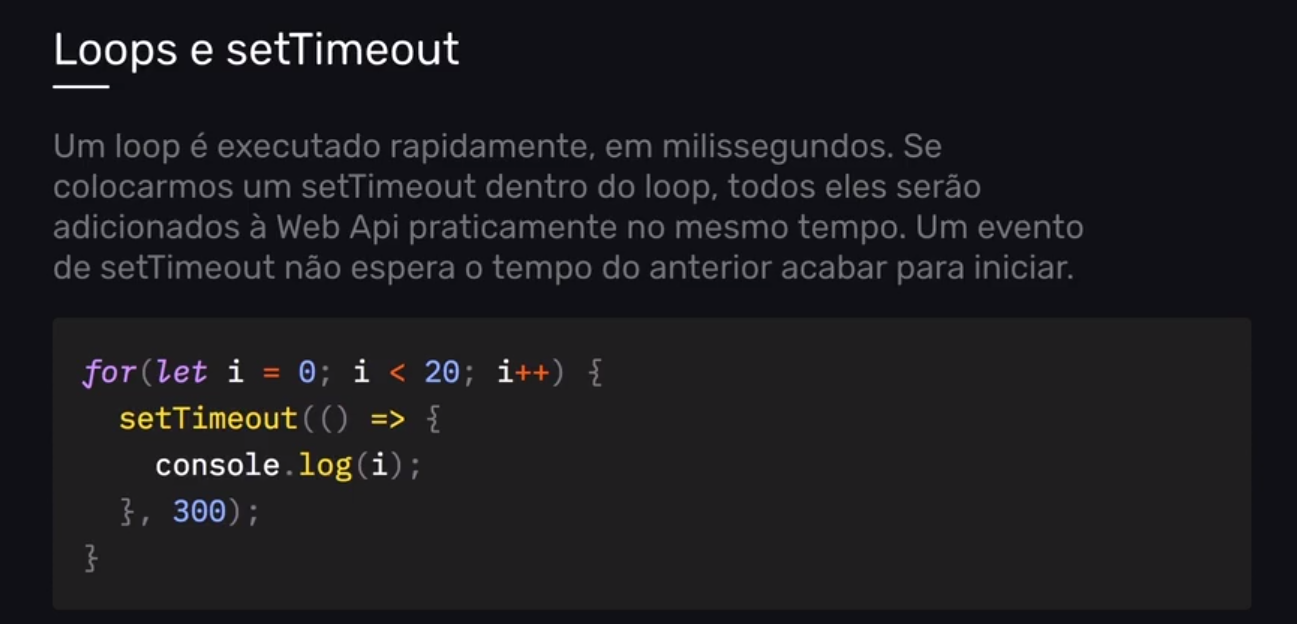 Loops e setTimeout
Um loop é executado rapidamente, em milissegundos. Se
colocarmos um setTimeout dentro do loop, todos eles serão
adicionados à Web Api praticamente no mesmo tempo. Um evento
de setTimeout não espera o tempo do anterior acabar para iniciar.
for(let i = 0; i < 20; i++) {
  setTimeout(() => {
    console.log(i);
  }, 300);
}